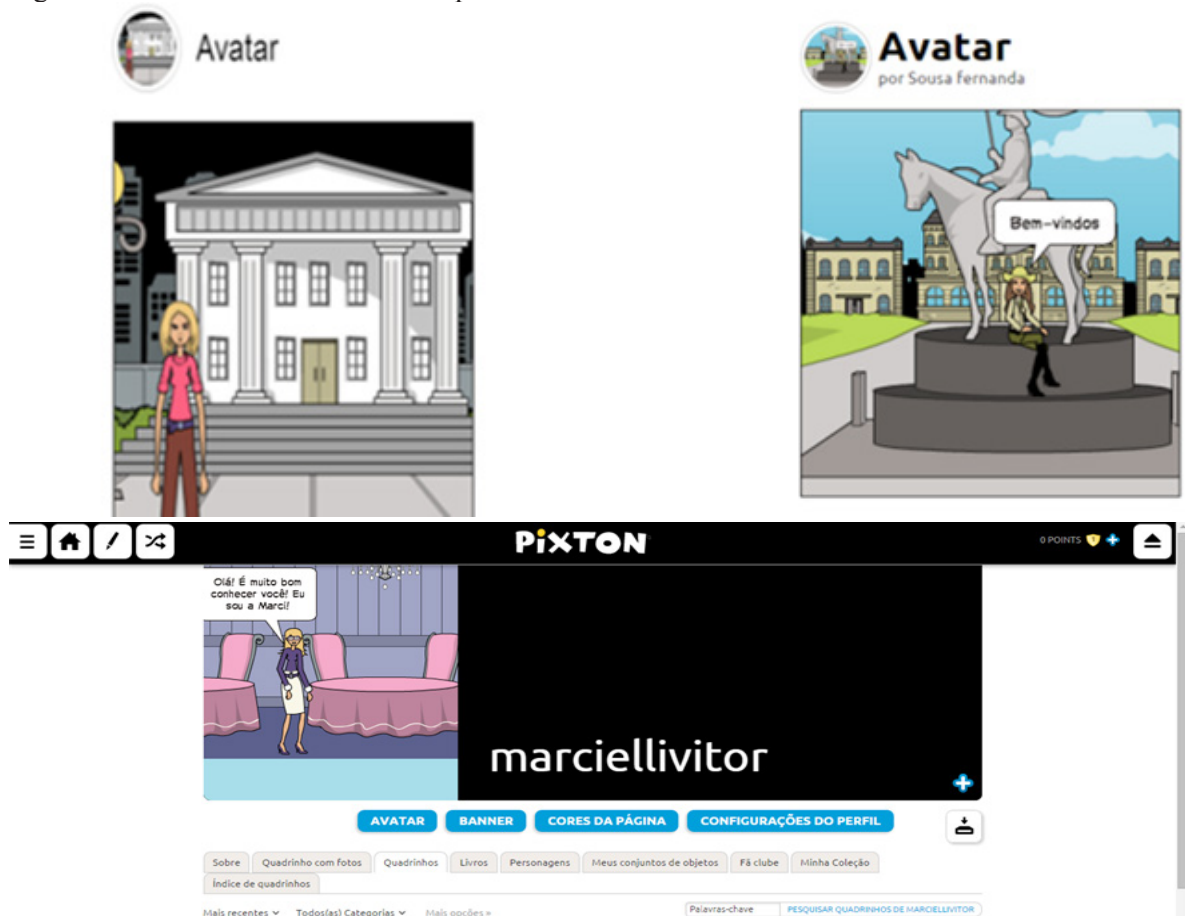 Avatar
Avatar
por Sousa fernanda
Bem-vindos
PiXTON
0 POINTS
Olá! É muito bom
conhecer você! Eu
sou a Marci!
marciellivitor
AVATAR BANNER CORES DA PÁGINA CONFIGURAÇÕES DO PERFIL
Sobre Quadrinho com fotos Quadrinhos Livros Personagens Meus conjuntos de objetos Fã clube Minha Coleção
Índice de quadrinhos
Mais recentes Todos(as) Categorias Mais opções » Palavras-chave PESQUISAR QUADRINHOS DE MARCIELLIVITOR